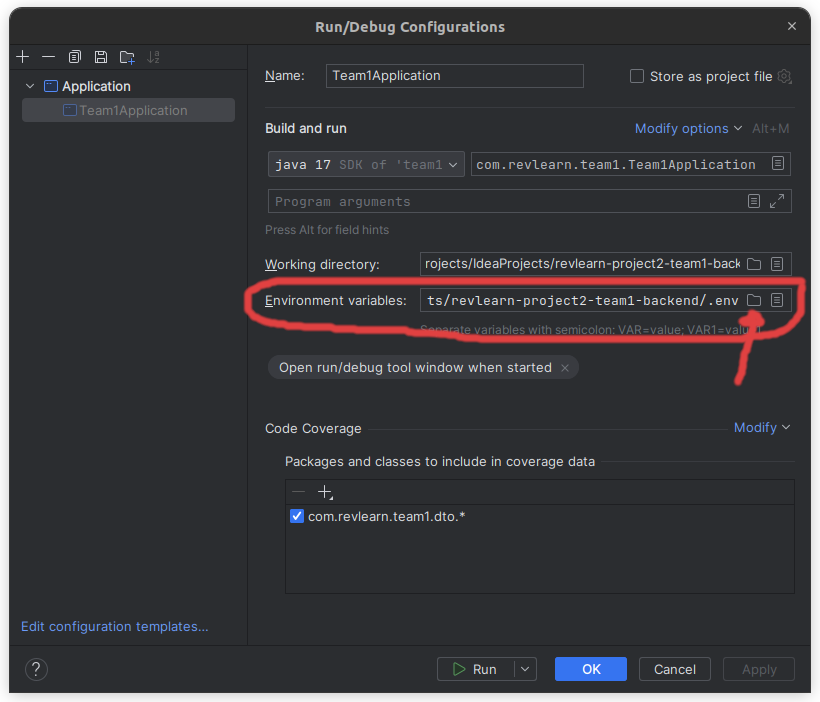 Run/Debug Configurations
Application
Team1Application
Name: Team1Application Store as project file
Build and run Modify options Alt+M
java 17 SDK of 'team1 com.revlearn.team1.Team1Application
Program arguments
Press Alt for field hints
Working directory: rojects/IdeaProjects/revlearn-project2-team1-back
Environment variables: ts/revlearn-project2-team1-backend/.env
Separate variables with semicolon: VAR=value; VAR1=value1
Open run/debug tool window when started
Code Coverage Modify
Packages and classes to include in coverage data
com.revlearn.team1.dto.*
Edit configuration templates...
? Run OK Cancel Apply